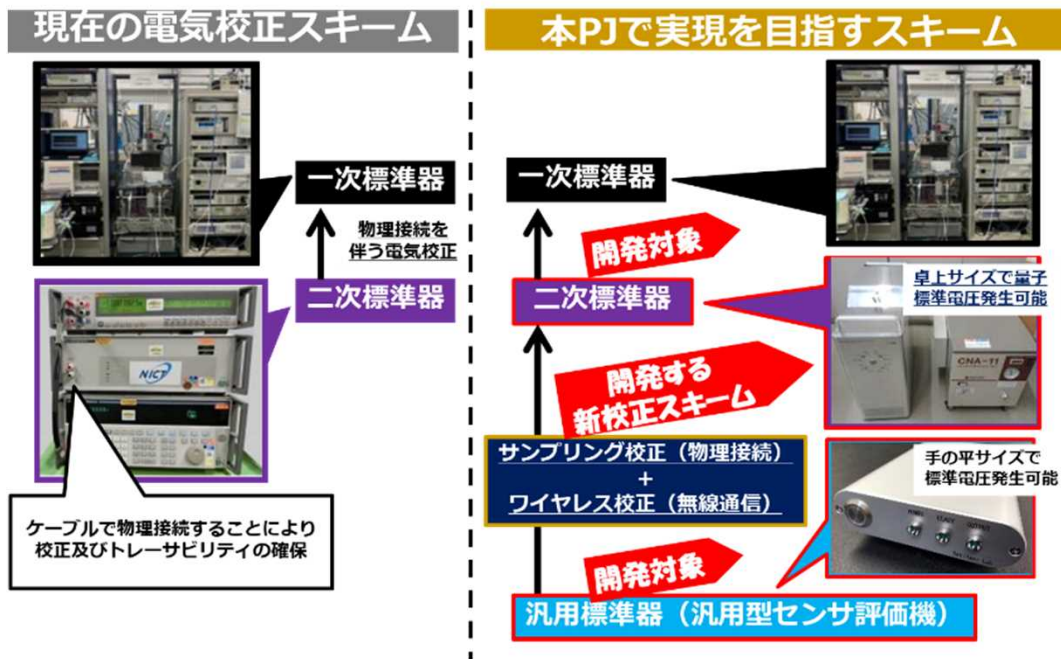 現在の電気校正スキーム
一次標準器
物理接続を
伴う電気校正
二次標準器
NICT
ケーブルで物理接続することにより
校正及びトレーサビリティの確保
本PJで実現を目指すスキーム
一次標準器
開発対象
二次標準器
卓上サイズで量子
標準電圧発生可能
CNA-11
開発する
新校正スキーム
サンプリング校正（物理接続）
+
ワイヤレス校正（無線通信）
手の平サイズで
標準電圧発生可能
POWER READY OUTPUT
開発対象
汎用標準器（汎用型センサ評価機）